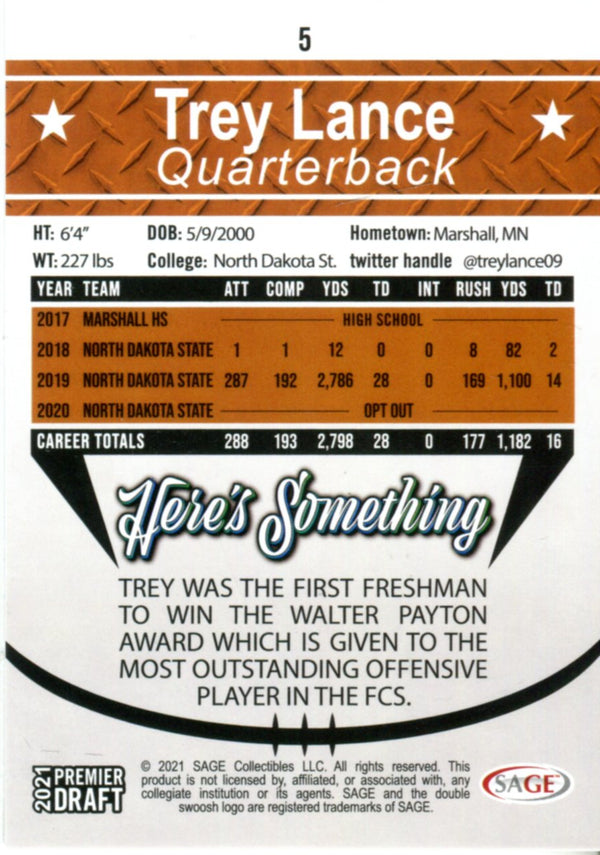 5
Trey Lance
Quarterback
HT: 6'4" DOB: 5/9/2000 Hometown: Marshall, MN
WT: 227 lbs College: North Dakota St. twitter handle @treylance09
YEAR TEAM ATT COMP YDS TD INT RUSH YDS TD
2017 MARSHALL HS HIGH SCHOOL
2018 NORTH DAKOTA STATE 1 1 12 0 0 8 82 2
2019 NORTH DAKOTA STATE 287 192 2,786 28 0 169 1,100 14
2020 NORTH DAKOTA STATE OPT OUT
CAREER TOTALS 288 193 2,798 28 0 177 1,182 16
Here's Something
TREY WAS THE FIRST FRESHMAN
TO WIN THE WALTER PAYTON
AWARD WHICH IS GIVEN TO THE
MOST OUTSTANDING OFFENSIVE
PLAYER IN THE FCS.
2021 PREMIER
DRAFT
© 2021 SAGE Collectibles LLC. All rights reserved. This
product is not licensed by, affiliated, or associated with, any
collegiate institution or its agents. SAGE and the double
swoosh logo are registered trademarks of SAGE.
SAGE